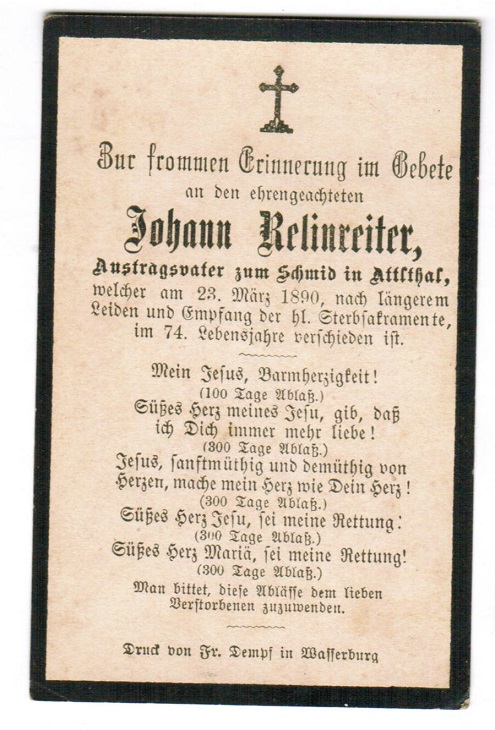 Zur frommen Erinnerung im Gebete
an den ehrengeachteten
Johann Relinreiter,
Austragsvater zum Schmid in Attlthal,
welcher am 23. März 1890, nach längerem
Leiden und Empfang der hl. Sterbsakramente,
im 74. Lebensjahre verschieden ist.
Mein Jesus, Barmherzigkeit!
(100 Tage Ablaß.)
Süßes Herz meines Jesu, gib, daß
ich Dich immer mehr liebe!
(300 Tage Ablaß.)
Jesus, sanftmüthig und demüthig von
Herzen, mache mein Herz wie Dein Herz!
(300 Tage Ablaß.)
Süßes Herz Jesu, sei meine Rettung!
(300 Tage Ablaß.)
Süßes Herz Mariä, sei meine Rettung!
(300 Tage Ablaß.)
Man bittet, diese Ablässe dem lieben
Verstorbenen zuzuwenden.
Druck von Fr. Dempf in Wasserburg